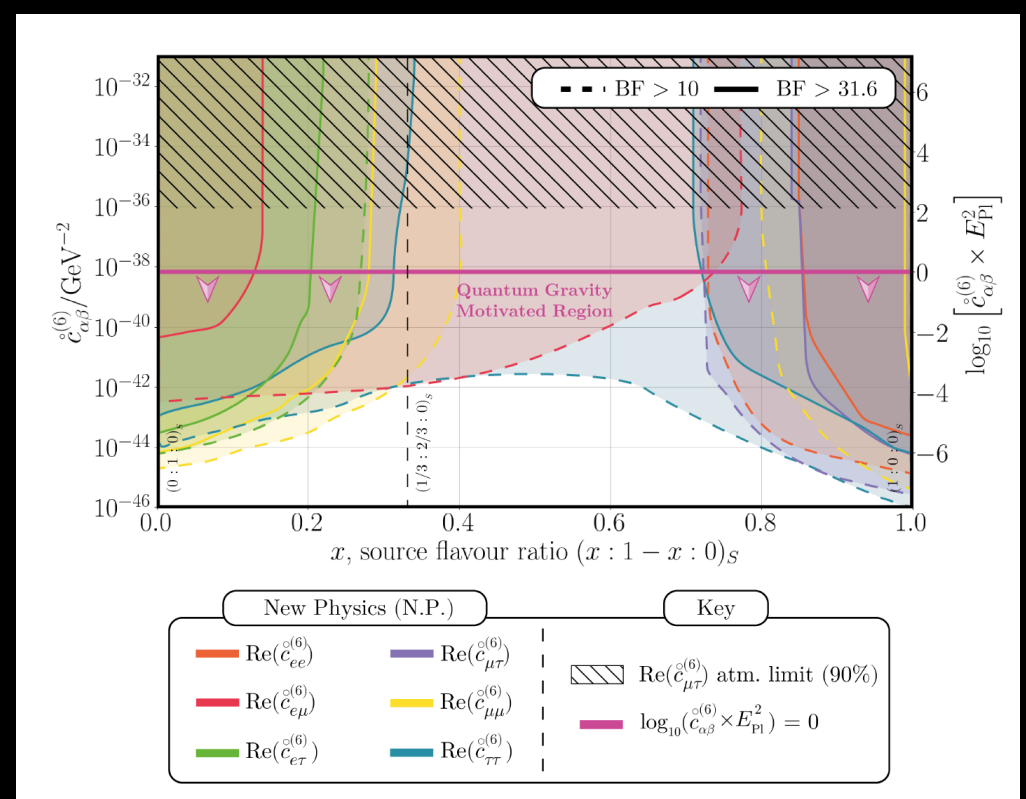 BF > 10 BF > 31.6
10⁻³²
10⁻³⁴
10⁻³⁶
10⁻³⁸
10⁻⁴⁰
10⁻⁴²
10⁻⁴⁴
10⁻⁴⁶
c̊⁽⁶⁾_αβ/GeV⁻²
6
4
2
0
−2
−4
−6
log₁₀ [c̊⁽⁶⁾_αβ × E²_Pl]
Quantum Gravity
Motivated Region
(0 : 1 : 0)_S
(1/3 : 2/3 : 0)_S
(1 : 0 : 0)_S
0.0 0.2 0.4 0.6 0.8 1.0
x, source flavour ratio (x : 1 − x : 0)_S
New Physics (N.P.)
Re(c̊⁽⁶⁾_ee)
Re(c̊⁽⁶⁾_eμ)
Re(c̊⁽⁶⁾_eτ)
Re(c̊⁽⁶⁾_μτ)
Re(c̊⁽⁶⁾_μμ)
Re(c̊⁽⁶⁾_ττ)
Key
Re(c̊⁽⁶⁾_μτ) atm. limit (90%)
log₁₀(c̊⁽⁶⁾_αβ × E²_Pl) = 0